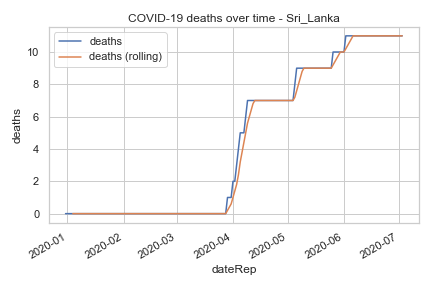 COVID-19 deaths over time - Sri_Lanka
deaths
deaths (rolling)
deaths
10
8
6
4
2
0
2020-01
2020-02
2020-03
2020-04
2020-05
2020-06
2020-07
dateRep